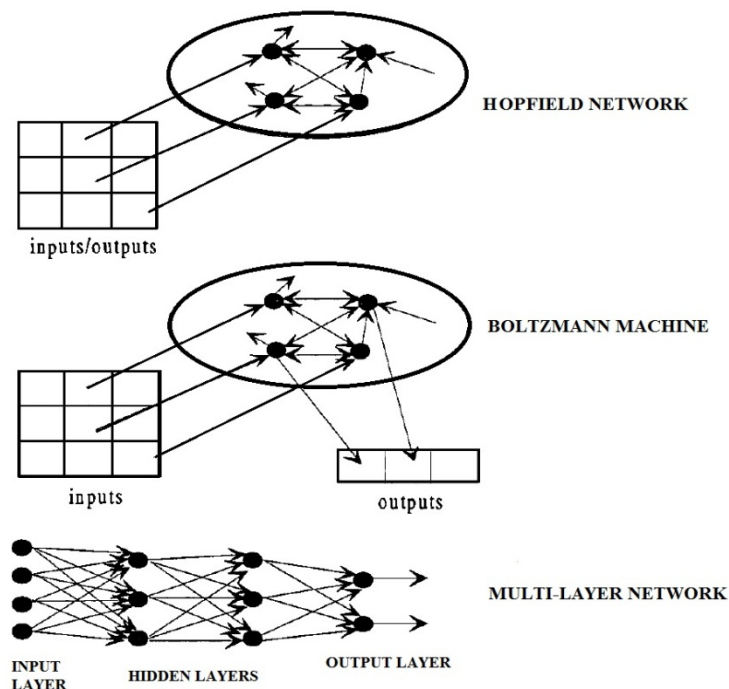 HOPFIELD NETWORK
inputs/outputs
BOLTZMANN MACHINE
inputs
outputs
MULTI-LAYER NETWORK
INPUT
LAYER
HIDDEN LAYERS
OUTPUT LAYER